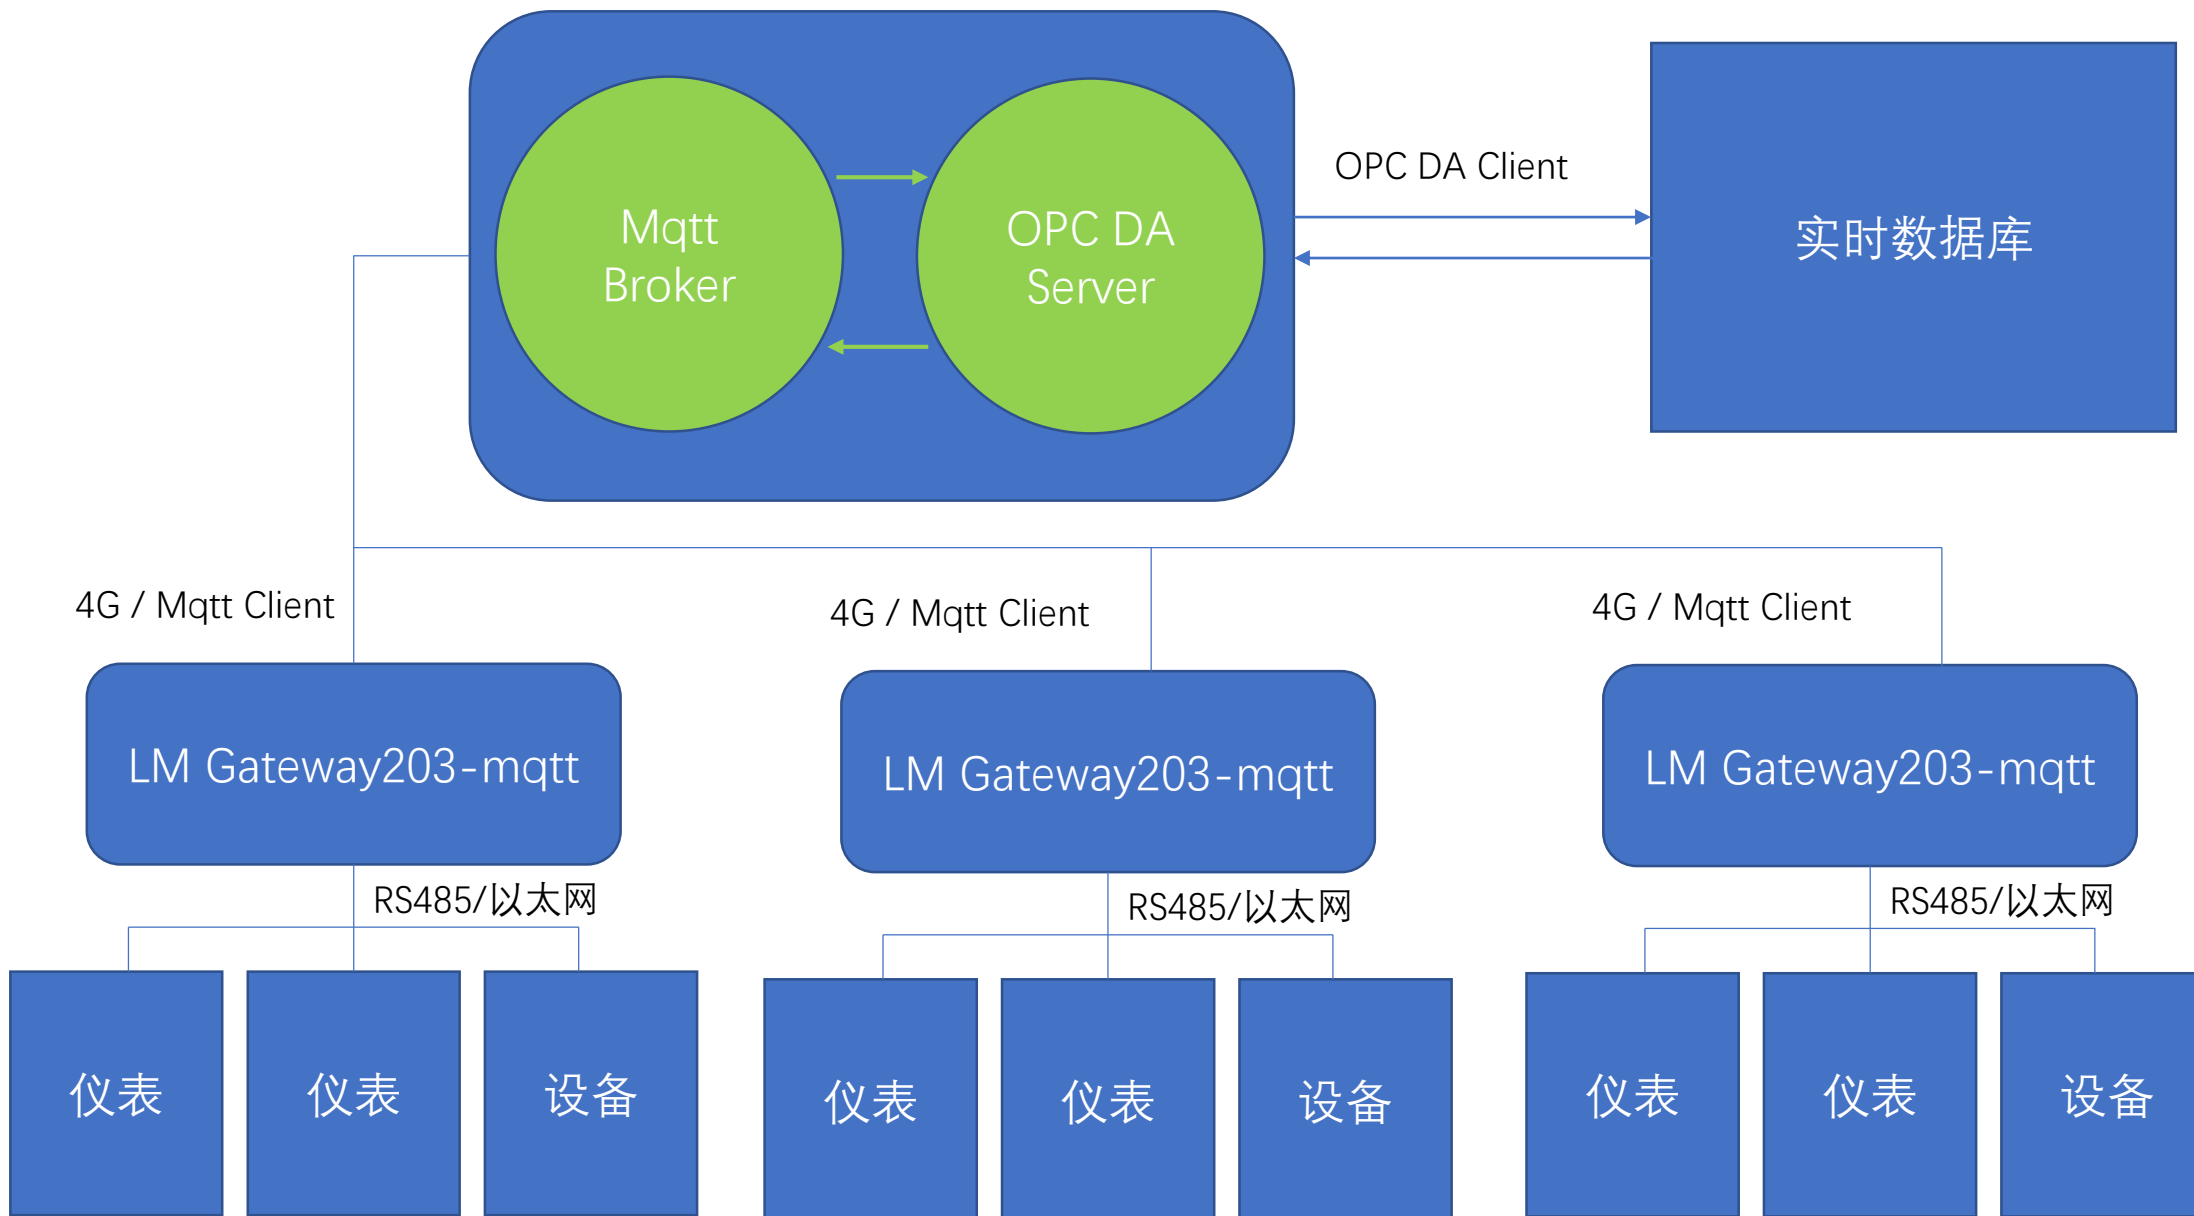 Mqtt
Broker
OPC DA
Server
OPC DA Client
实时数据库
4G / Mqtt Client
4G / Mqtt Client
4G / Mqtt Client
LM Gateway203-mqtt
LM Gateway203-mqtt
LM Gateway203-mqtt
RS485/以太网
RS485/以太网
RS485/以太网
仪表
仪表
设备
仪表
仪表
设备
仪表
仪表
设备